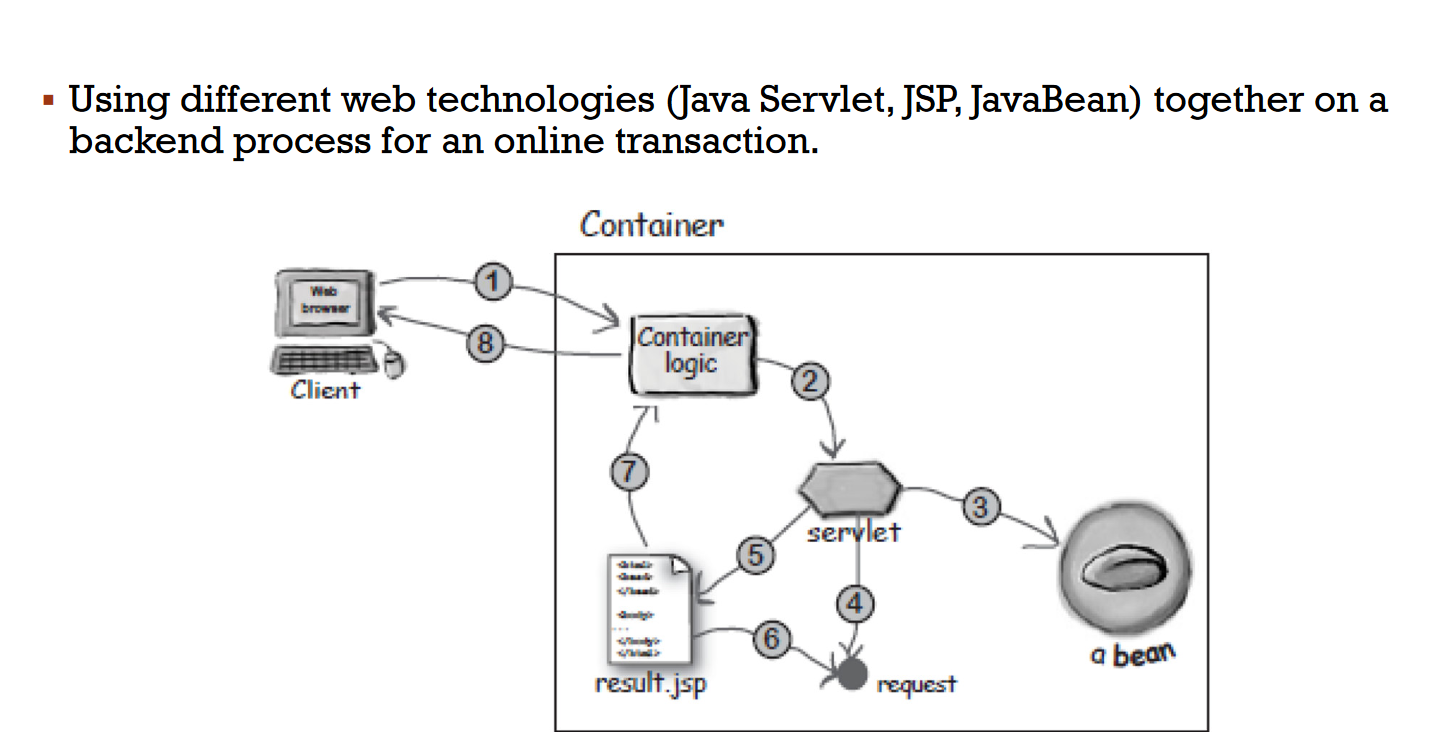 Using different web technologies (Java Servlet, JSP, JavaBean) together on a
backend process for an online transaction.
Container
Web
browser
Client
1
8
Container
logic
2
7
servlet
3
5
4
6
<html>
<head>
</head>
<body>
...
</body>
</html>
result.jsp
request
a bean